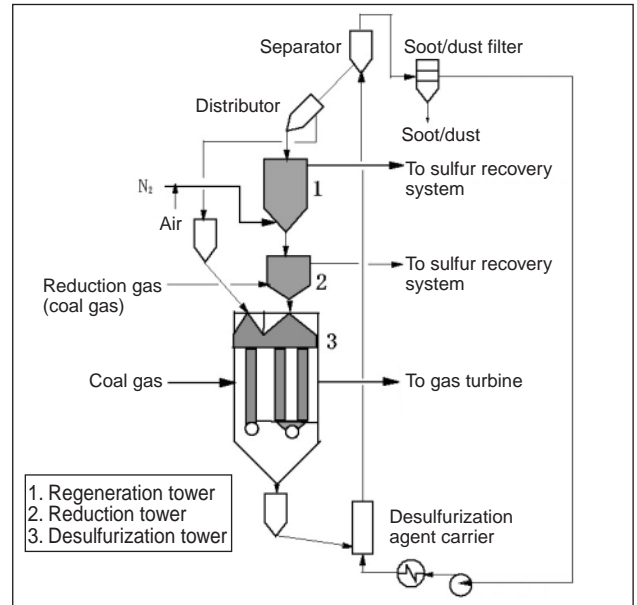 Separator
Soot/dust filter
Distributor
Soot/dust
To sulfur recovery
system
1
N₂
Air
To sulfur recovery
system
2
Reduction gas
(coal gas)
3
Coal gas
To gas turbine
1. Regeneration tower
2. Reduction tower
3. Desulfurization tower
Desulfurization
agent carrier